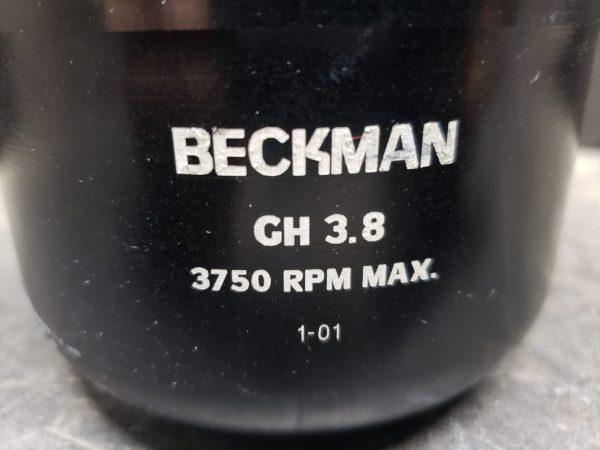 BECKMAN
GH 3.8
3750 RPM MAX.
1-01